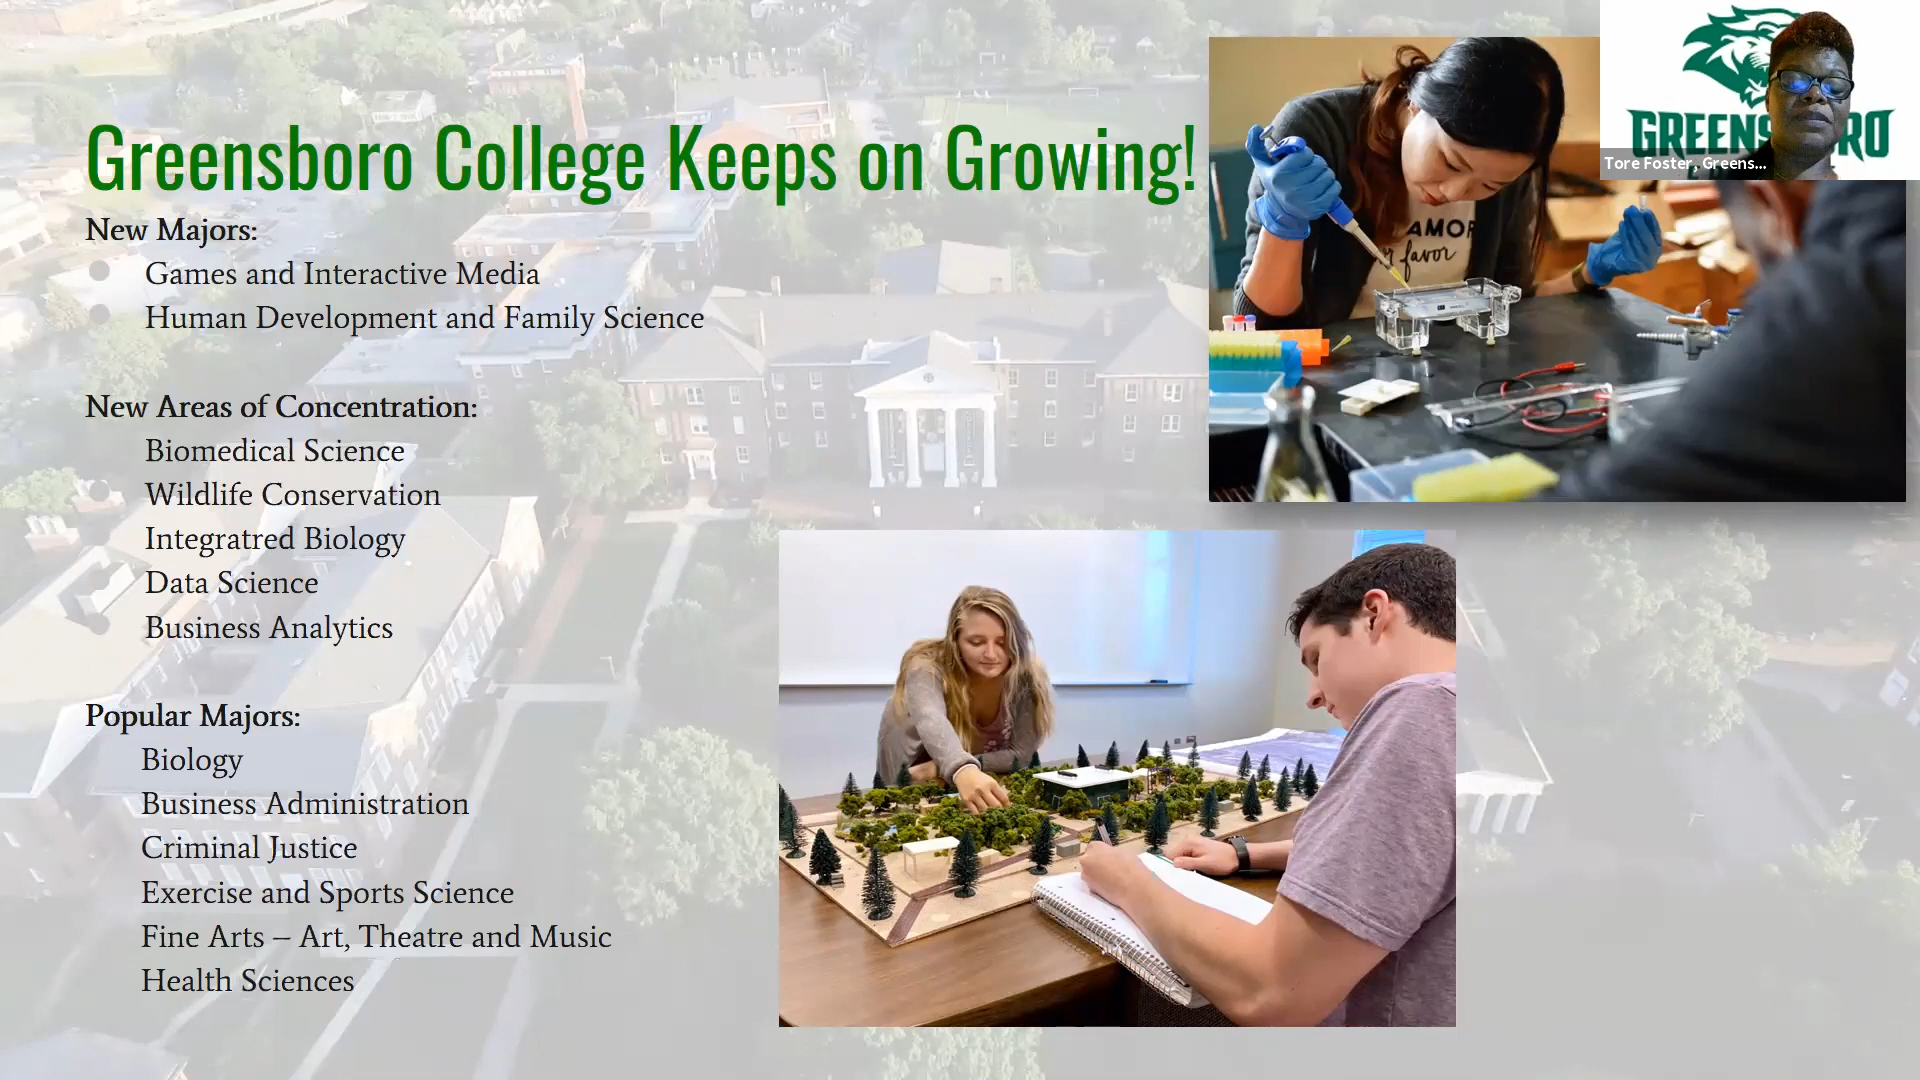 Greensboro College Keeps on Growing!
New Majors:
Games and Interactive Media
Human Development and Family Science
New Areas of Concentration:
Biomedical Science
Wildlife Conservation
Integratred Biology
Data Science
Business Analytics
Popular Majors:
Biology
Business Administration
Criminal Justice
Exercise and Sports Science
Fine Arts – Art, Theatre and Music
Health Sciences
AMOR
favor
Tore Foster, Greens...